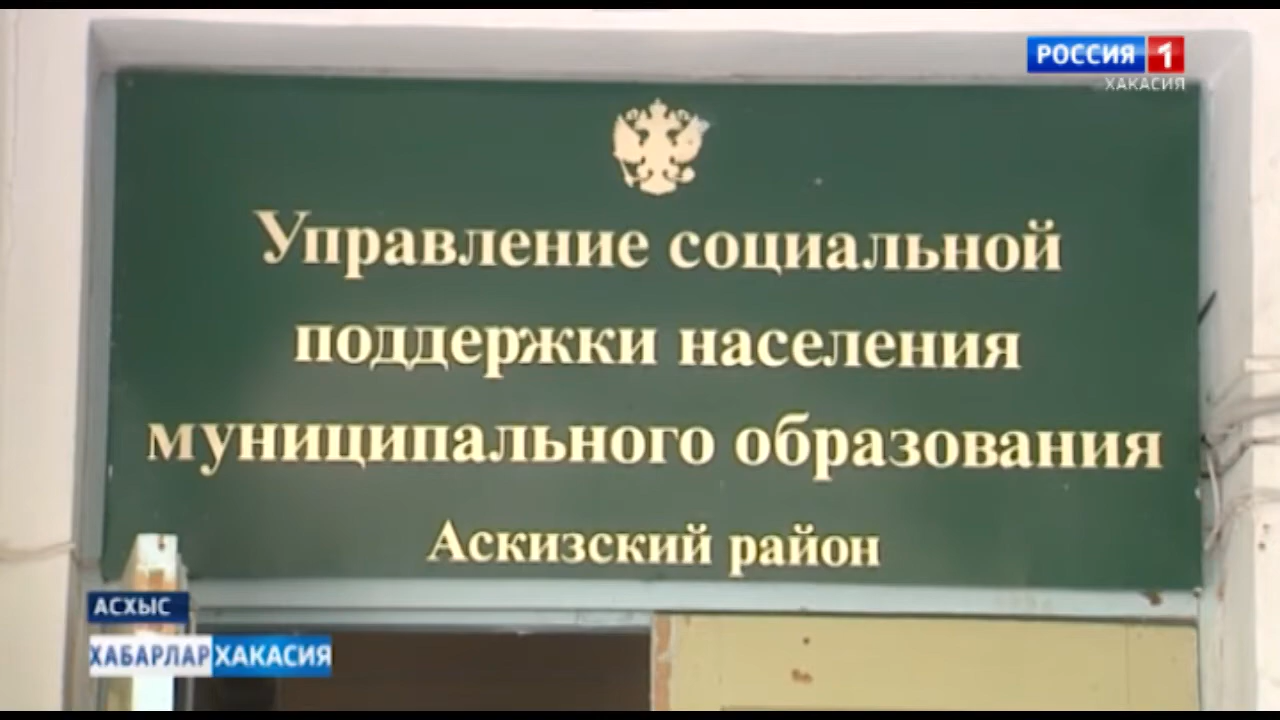 РОССИЯ 1
ХАКАСИЯ
Управление социальной
поддержки населения
муниципального образования
Аскизский район
АСХЫС
ХАБАРЛАР ХАКАСИЯ